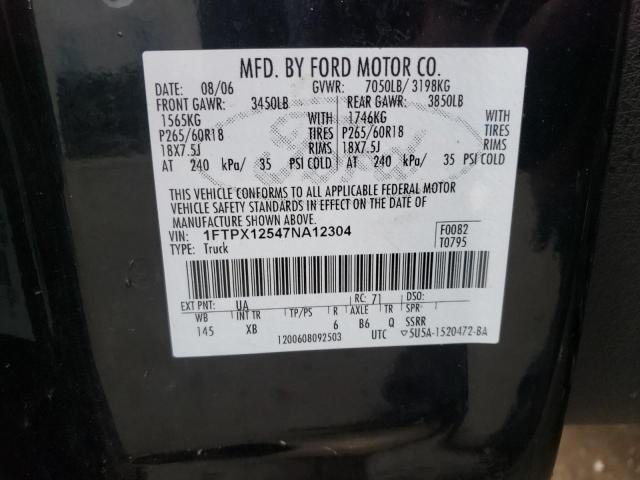 MFD. BY FORD MOTOR CO.
DATE: 08/06 GVWR: 7050LB/ 3198KG
FRONT GAWR: 3450LB REAR GAWR: 3850LB
1565KG WITH 1746KG WITH
P265/60R18 TIRES P265/60R18 TIRES
18X7.5J RIMS 18X7.5J RIMS
AT 240 kPa/ 35 PSI COLD AT 240 kPa/ 35 PSI COLD
THIS VEHICLE CONFORMS TO ALL APPLICABLE FEDERAL MOTOR
VEHICLE SAFETY STANDARDS IN EFFECT ON THE DATE OF
MANUFACTURE SHOWN ABOVE.
VIN: 1FTPX12547NA12304 F0082
TYPE: Truck T0795
EXT PNT: UA RC: 71 DSO:
WB INT TR TP/PS R AXLE TR SPR
145 XB 6 B6 Q SSRR
1200608092503 UTC ▽5U5A-1520472-BA
Ford